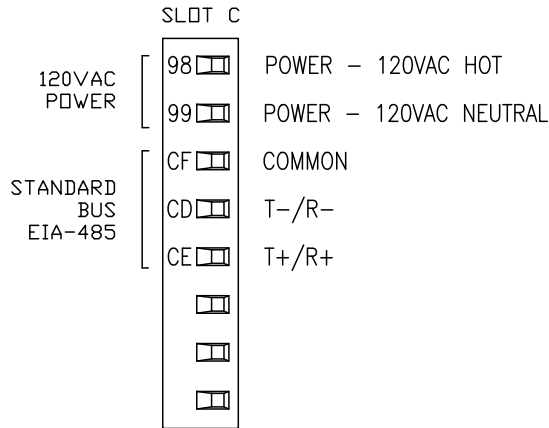 SLOT C
120VAC
POWER
98 POWER - 120VAC HOT
99 POWER - 120VAC NEUTRAL
STANDARD
BUS
EIA-485
CF COMMON
CD T-/R-
CE T+/R+